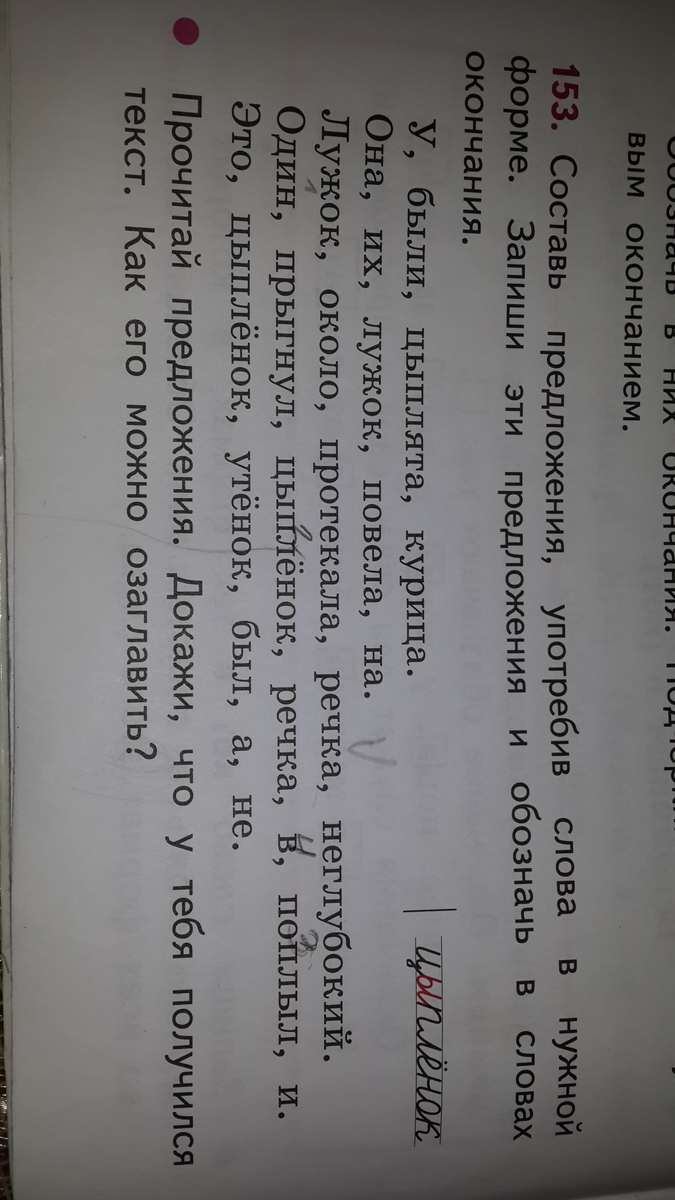 вым окончанием.
153. Составь предложения, употребив слова в нужной
форме. Запиши эти предложения и обозначь в словах
окончания.
У, были, цыплята, курица.
цыплёнок
Она, их, лужок, повела, на.
Лужок, около, протекала, речка, неглубокий.
Один, прыгнул, цыплёнок, речка, в, поплыл, и.
Это, цыплёнок, утёнок, был, а, не.
Прочитай предложения. Докажи, что у тебя получился
текст. Как его можно озаглавить?